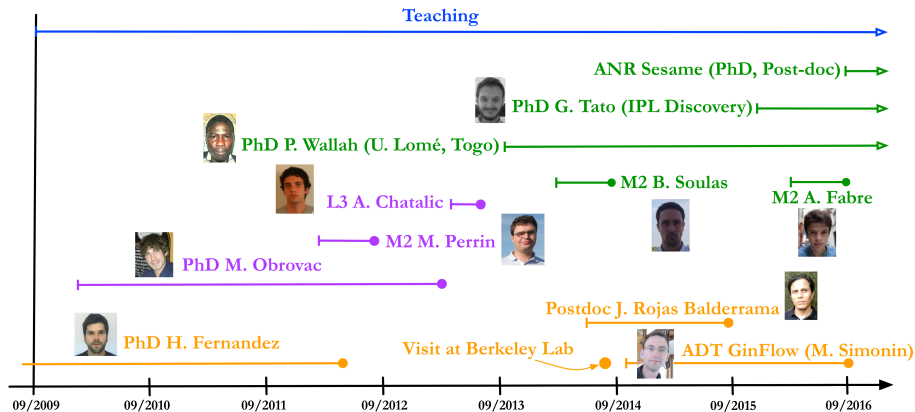 Teaching
ANR Sesame (PhD, Post-doc)
PhD G. Tato (IPL Discovery)
PhD P. Wallah (U. Lomé, Togo)
M2 B. Soulas
M2 A. Fabre
L3 A. Chatalic
M2 M. Perrin
PhD M. Obrovac
Postdoc J. Rojas Balderrama
PhD H. Fernandez
Visit at Berkeley Lab
ADT GinFlow (M. Simonin)
09/2009 09/2010 09/2011 09/2012 09/2013 09/2014 09/2015 09/2016